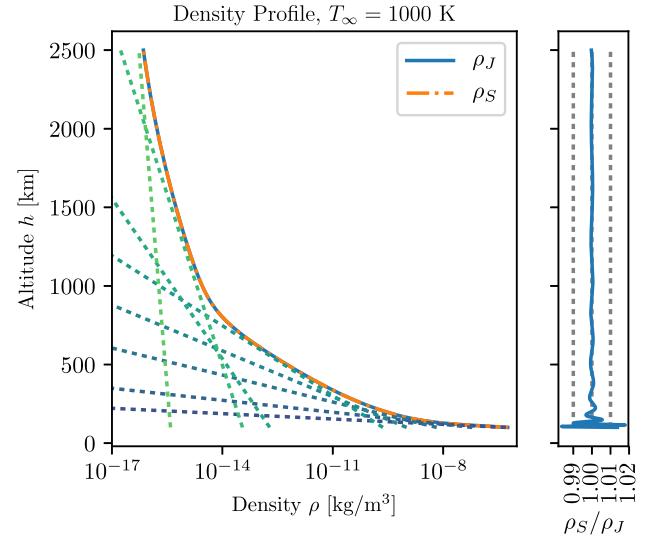 Density Profile, T∞ = 1000 K
ρJ
ρS
2500
2000
1500
1000
500
0
Altitude h [km]
10⁻¹⁷
10⁻¹⁴
10⁻¹¹
10⁻⁸
Density ρ [kg/m³]
0.99
1.00
1.01
1.02
ρS/ρJ